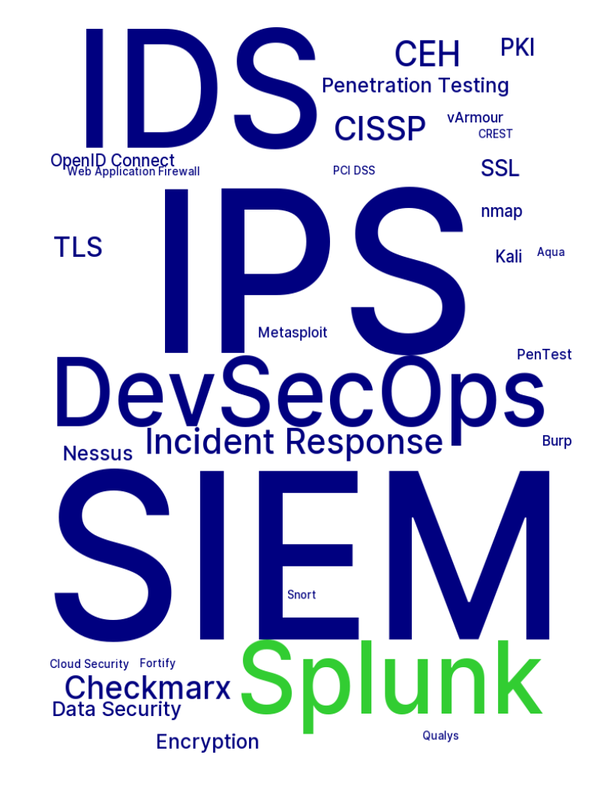 IDS
CEH
PKI
Penetration Testing
CISSP
vArmour
CREST
OpenID Connect
Web Application Firewall
PCI DSS
SSL
IPS
nmap
TLS
Kali
Aqua
Metasploit
PenTest
DevSecOps
Incident Response
Burp
Nessus
SIEM
Snort
Splunk
Cloud Security
Fortify
Checkmarx
Data Security
Qualys
Encryption